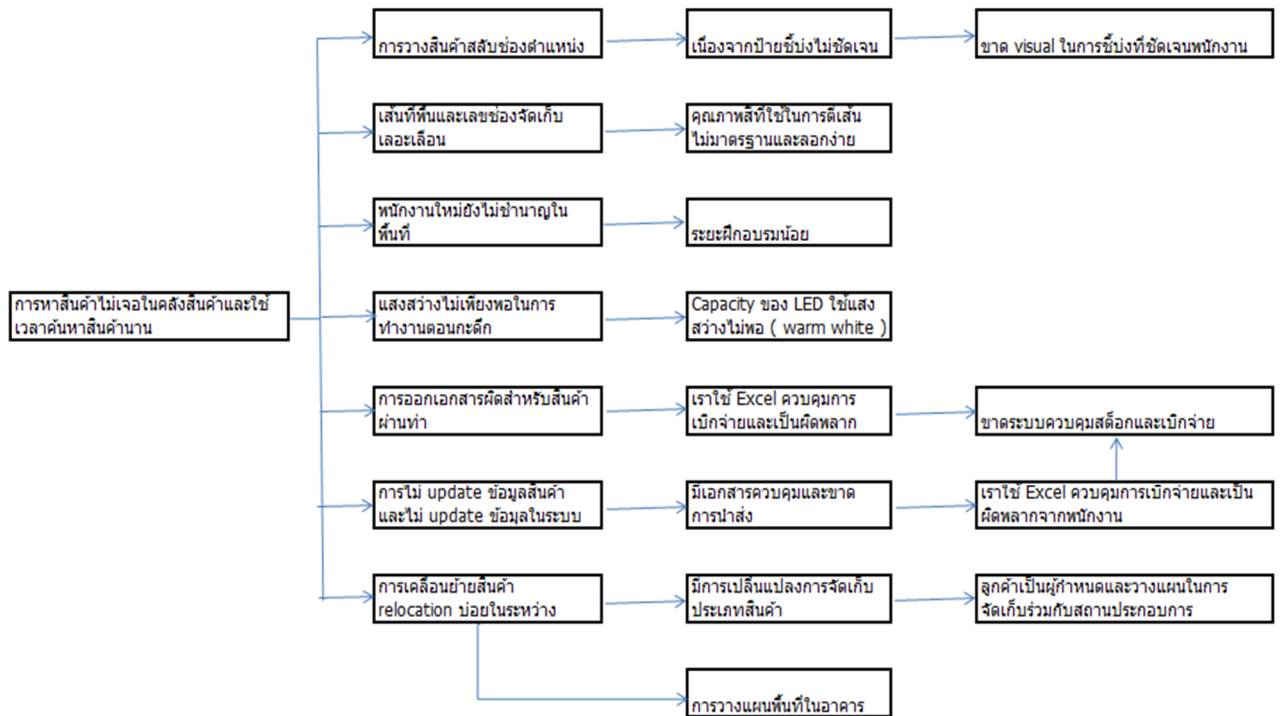 การวางสินค้าสลับช่องตำแหน่ง
เนื่องจากป้ายชี้บ่งไม่ชัดเจน
ขาด visual ในการชี้บ่งที่ชัดเจนพนักงาน
เส้นที่พื้นและเลขช่องจัดเก็บ
เลอะเลือน
คุณภาพสีที่ใช้ในการตีเส้น
ไม่มาตรฐานและลอกง่าย
พนักงานใหม่ยังไม่ชำนาญใน
พื้นที่
ระยะฝึกอบรมน้อย
การหาสินค้าไม่เจอในคลังสินค้าและใช้
เวลาค้นหาสินค้านาน
แสงสว่างไม่เพียงพอในการ
ทำงานตอนกะดึก
Capacity ของ LED ใช้แสง
สว่างไม่พอ ( warm white )
การออกเอกสารผิดสำหรับสินค้า
ผ่านท่า
เราใช้ Excel ควบคุมการ
เบิกจ่ายและเป็นผิดพลาก
ขาดระบบควบคุมสต็อกและเบิกจ่าย
การไม่ update ข้อมูลสินค้า
และไม่ update ข้อมูลในระบบ
มีเอกสารควบคุมและขาด
การนำส่ง
เราใช้ Excel ควบคุมการเบิกจ่ายและเป็น
ผิดพลากจากพนักงาน
การเคลื่อนย้ายสินค้า
relocation บ่อยในระหว่าง
มีการเปลี่นแปลงการจัดเก็บ
ประเภทสินค้า
ลูกค้าเป็นผู้กำหนดและวางแผนในการ
จัดเก็บร่วมกับสถานประกอบการ
การวางแผนพื้นที่ในอาคาร